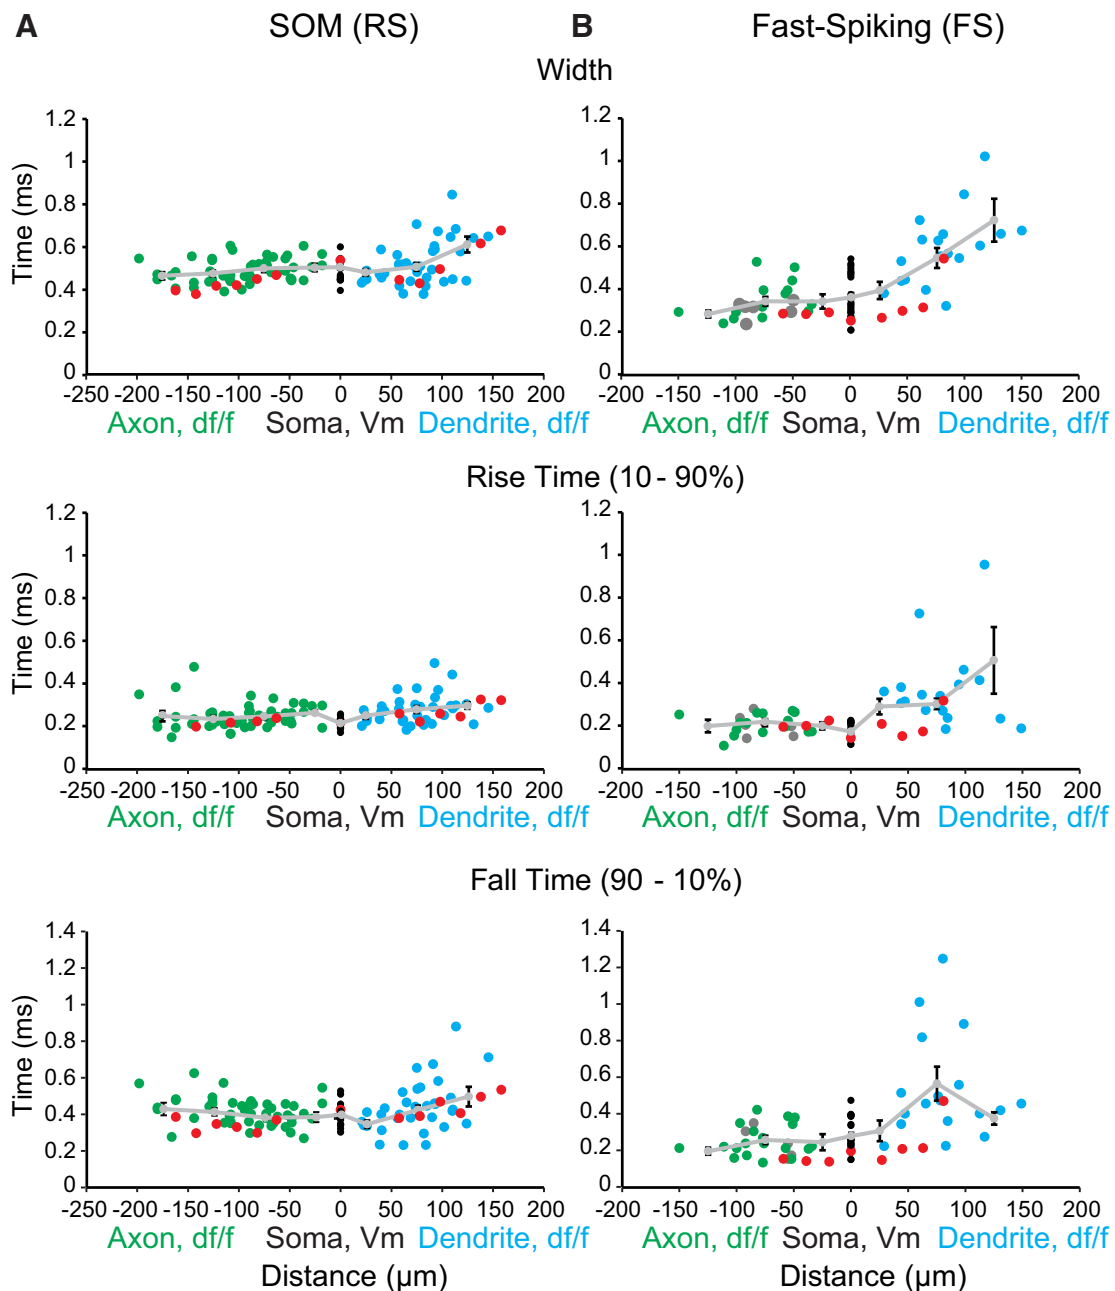 A SOM (RS) B Fast-Spiking (FS)
Width
1.2 1.2
1 1
0.8 0.8
0.6 0.6
0.4 0.4
0.2 0.2
0 0
Time (ms)
-250 -200 -150 -100 -50 0 50 100 150 200 -200 -150 -100 -50 0 50 100 150 200
Axon, df/f Soma, Vm Dendrite, df/f Axon, df/f Soma, Vm Dendrite, df/f
Rise Time (10 - 90%)
1.2 1.2
1 1
0.8 0.8
0.6 0.6
0.4 0.4
0.2 0.2
0 0
Time (ms)
-250 -200 -150 -100 -50 0 50 100 150 200 -200 -150 -100 -50 0 50 100 150 200
Axon, df/f Soma, Vm Dendrite, df/f Axon, df/f Soma, Vm Dendrite, df/f
Fall Time (90 - 10%)
1.4 1.4
1.2 1.2
1 1
0.8 0.8
0.6 0.6
0.4 0.4
0.2 0.2
0 0
Time (ms)
-250 -200 -150 -100 -50 0 50 100 150 200 -200 -150 -100 -50 0 50 100 150 200
Axon, df/f Soma, Vm Dendrite, df/f Axon, df/f Soma, Vm Dendrite, df/f
Distance (μm) Distance (μm)